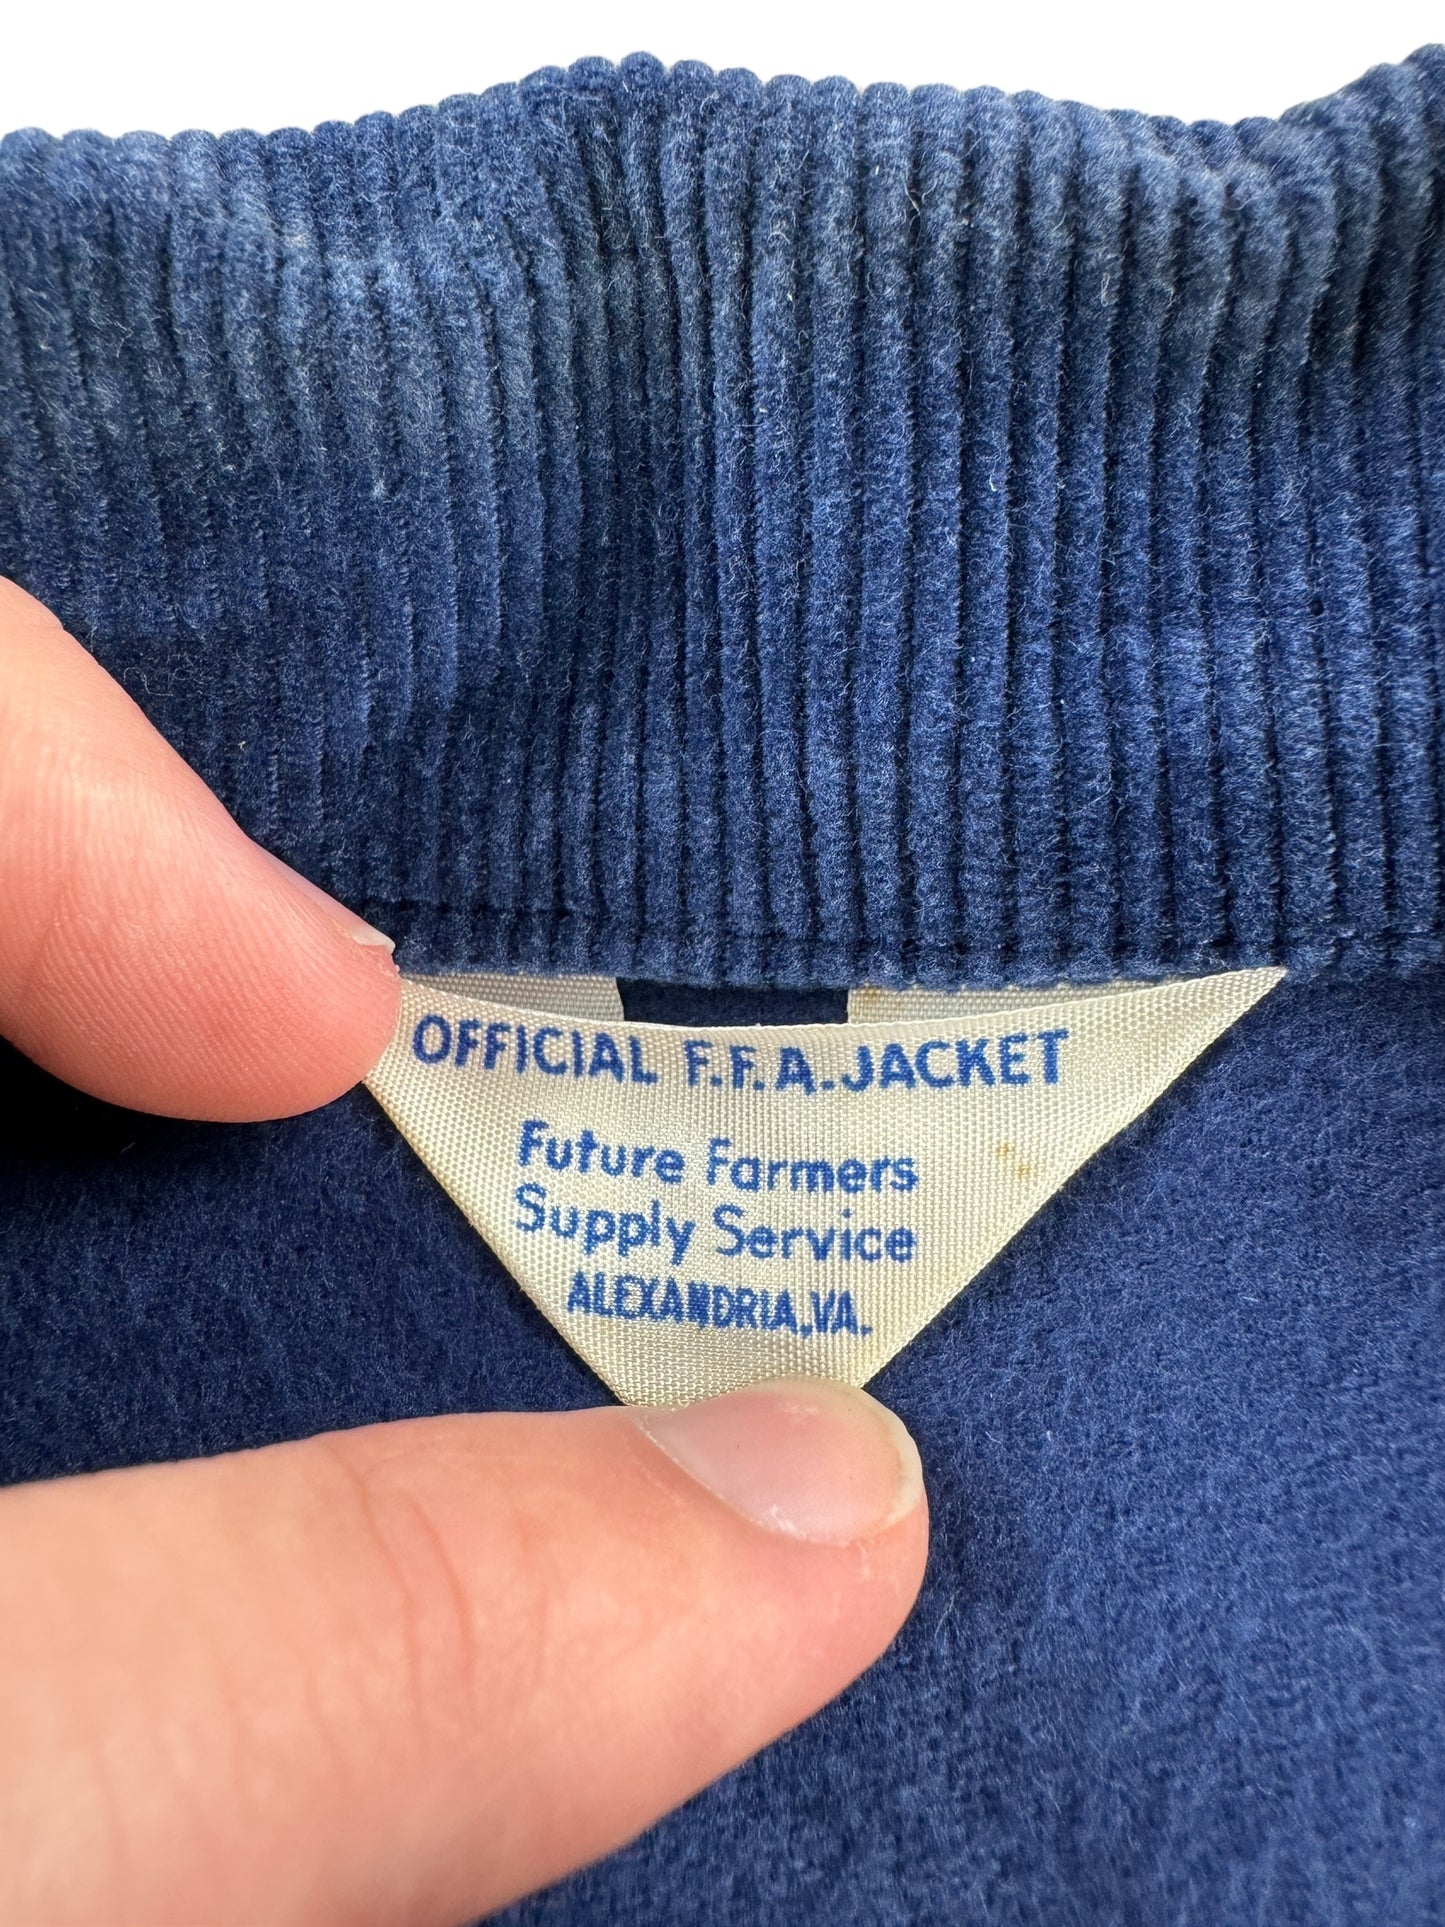 OFFICIAL F.F.A. JACKET
Future Farmers
Supply Service
ALEXANDRIA, VA.